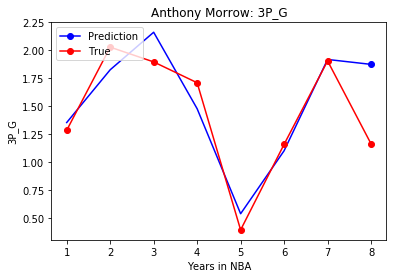 Anthony Morrow: 3P_G
Prediction
True
2.25
2.00
1.75
1.50
1.25
1.00
0.75
0.50
3P_G
1 2 3 4 5 6 7 8
Years in NBA